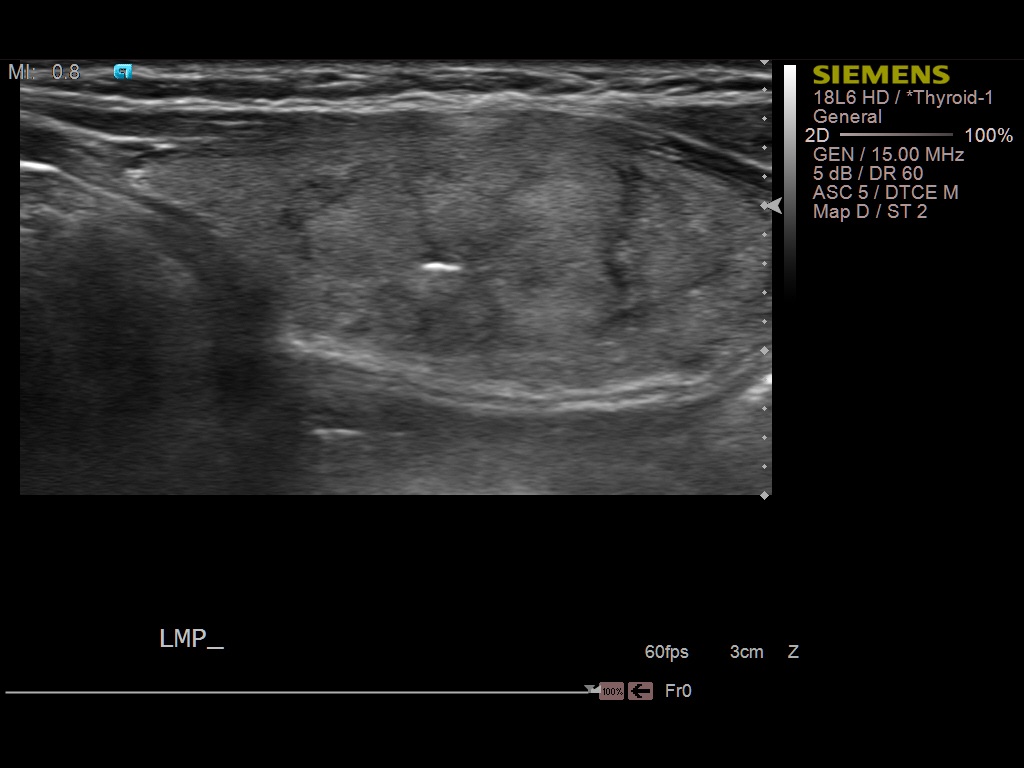 MI: 0.8
SIEMENS
18L6 HD / *Thyroid-1
General
2D 100%
GEN / 15.00 MHz
5 dB / DR 60
ASC 5 / DTCE M
Map D / ST 2
LMP_
60fps 3cm Z
100% Fr0